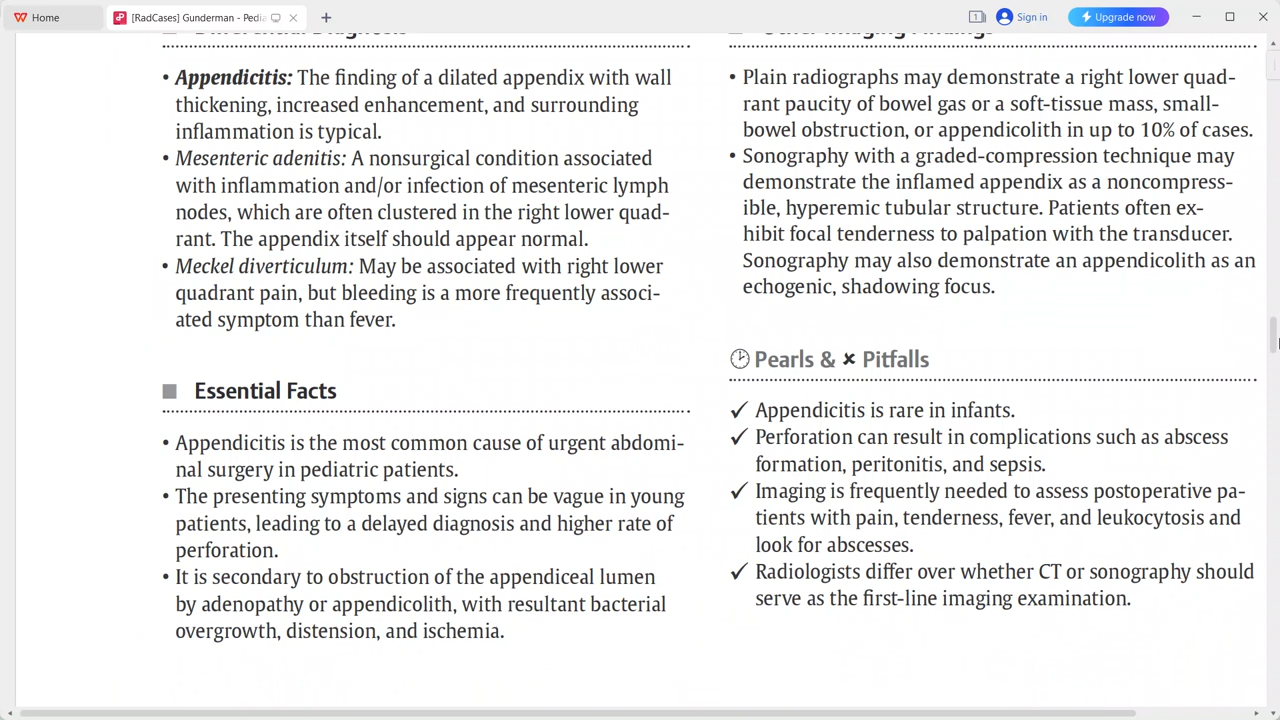 Home
[RadCases] Gunderman - Pedia
1
Sign in
Upgrade now
Differential Diagnosis
• Appendicitis: The finding of a dilated appendix with wall
thickening, increased enhancement, and surrounding
inflammation is typical.
• Mesenteric adenitis: A nonsurgical condition associated
with inflammation and/or infection of mesenteric lymph
nodes, which are often clustered in the right lower quad-
rant. The appendix itself should appear normal.
• Meckel diverticulum: May be associated with right lower
quadrant pain, but bleeding is a more frequently associ-
ated symptom than fever.
Essential Facts
• Appendicitis is the most common cause of urgent abdomi-
nal surgery in pediatric patients.
• The presenting symptoms and signs can be vague in young
patients, leading to a delayed diagnosis and higher rate of
perforation.
• It is secondary to obstruction of the appendiceal lumen
by adenopathy or appendicolith, with resultant bacterial
overgrowth, distension, and ischemia.
Other Imaging Findings
• Plain radiographs may demonstrate a right lower quad-
rant paucity of bowel gas or a soft-tissue mass, small-
bowel obstruction, or appendicolith in up to 10% of cases.
• Sonography with a graded-compression technique may
demonstrate the inflamed appendix as a noncompress-
ible, hyperemic tubular structure. Patients often ex-
hibit focal tenderness to palpation with the transducer.
Sonography may also demonstrate an appendicolith as an
echogenic, shadowing focus.
Pearls & ✘ Pitfalls
✓ Appendicitis is rare in infants.
✓ Perforation can result in complications such as abscess
formation, peritonitis, and sepsis.
✓ Imaging is frequently needed to assess postoperative pa-
tients with pain, tenderness, fever, and leukocytosis and
look for abscesses.
✓ Radiologists differ over whether CT or sonography should
serve as the first-line imaging examination.